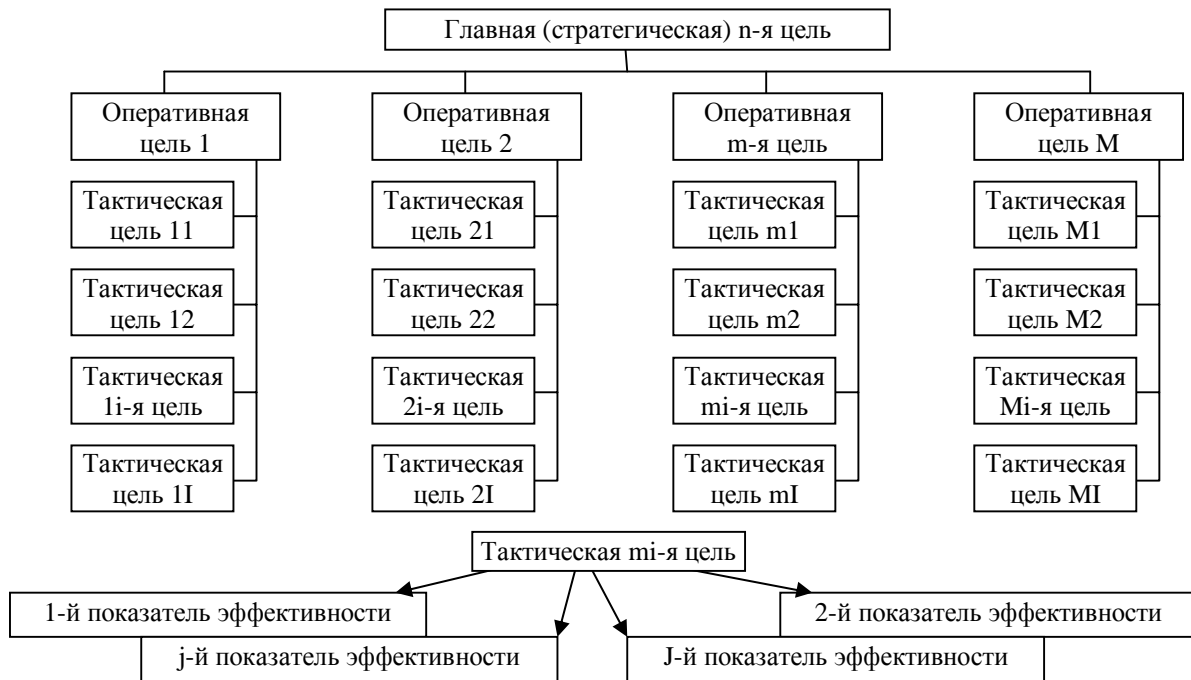 Главная (стратегическая) n-я цель
Оперативная
цель 1
Оперативная
цель 2
Оперативная
m-я цель
Оперативная
цель M
Тактическая
цель 11
Тактическая
цель 21
Тактическая
цель m1
Тактическая
цель M1
Тактическая
цель 12
Тактическая
цель 22
Тактическая
цель m2
Тактическая
цель M2
Тактическая
1i-я цель
Тактическая
2i-я цель
Тактическая
mi-я цель
Тактическая
Mi-я цель
Тактическая
цель 1I
Тактическая
цель 2I
Тактическая
цель mI
Тактическая
цель MI
Тактическая mi-я цель
1-й показатель эффективности
2-й показатель эффективности
j-й показатель эффективности
J-й показатель эффективности